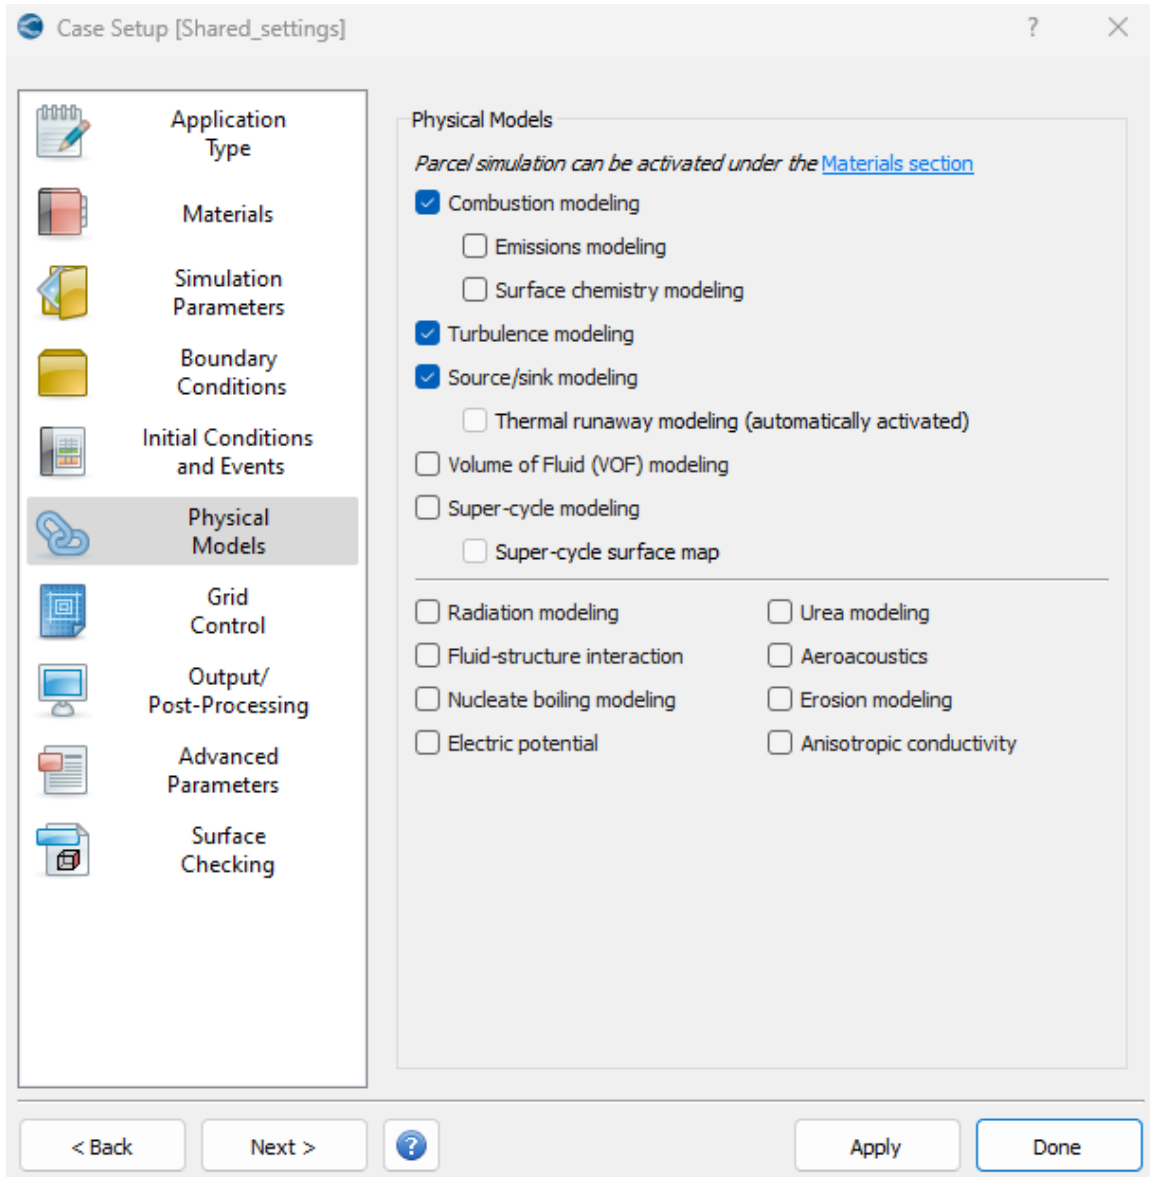 Case Setup [Shared_settings]
?
Application
Type
Materials
Simulation
Parameters
Boundary
Conditions
Initial Conditions
and Events
Physical
Models
Grid
Control
Output/
Post-Processing
Advanced
Parameters
Surface
Checking
Physical Models
Parcel simulation can be activated under the Materials section
Combustion modeling
Emissions modeling
Surface chemistry modeling
Turbulence modeling
Source/sink modeling
Thermal runaway modeling (automatically activated)
Volume of Fluid (VOF) modeling
Super-cycle modeling
Super-cycle surface map
Radiation modeling
Urea modeling
Fluid-structure interaction
Aeroacoustics
Nucleate boiling modeling
Erosion modeling
Electric potential
Anisotropic conductivity
< Back
Next >
?
Apply
Done